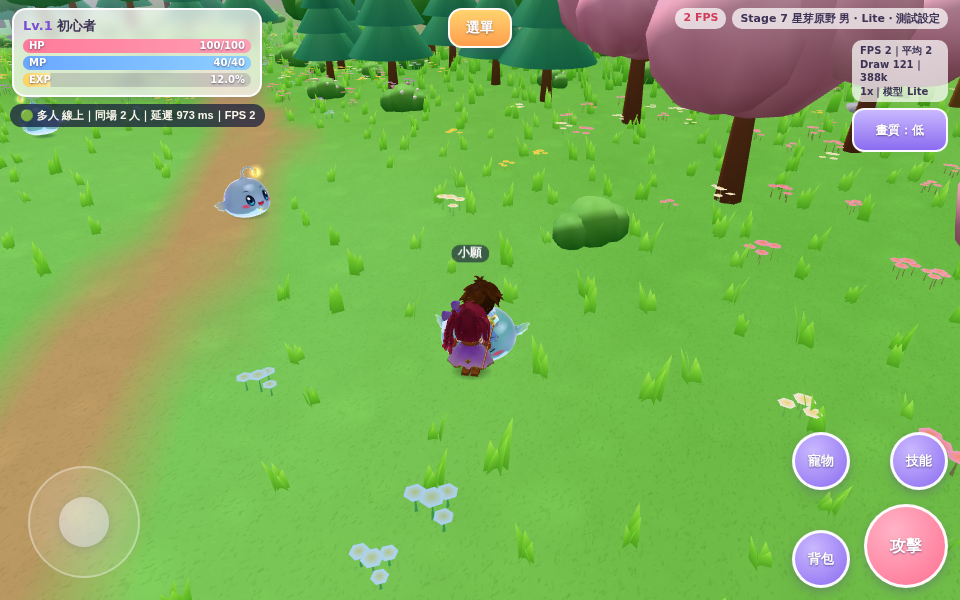 Lv.1 初心者
HP 100/100
MP 40/40
EXP 12.0%
多人 線上｜同場 2 人｜延遲 973 ms｜FPS 2
選單
2 FPS
Stage 7 星芽原野 男・Lite・測試設定
FPS 2｜平均 2
Draw 121｜
388k
1x｜模型 Lite
畫質：低
小願
寵物
技能
攻擊
背包